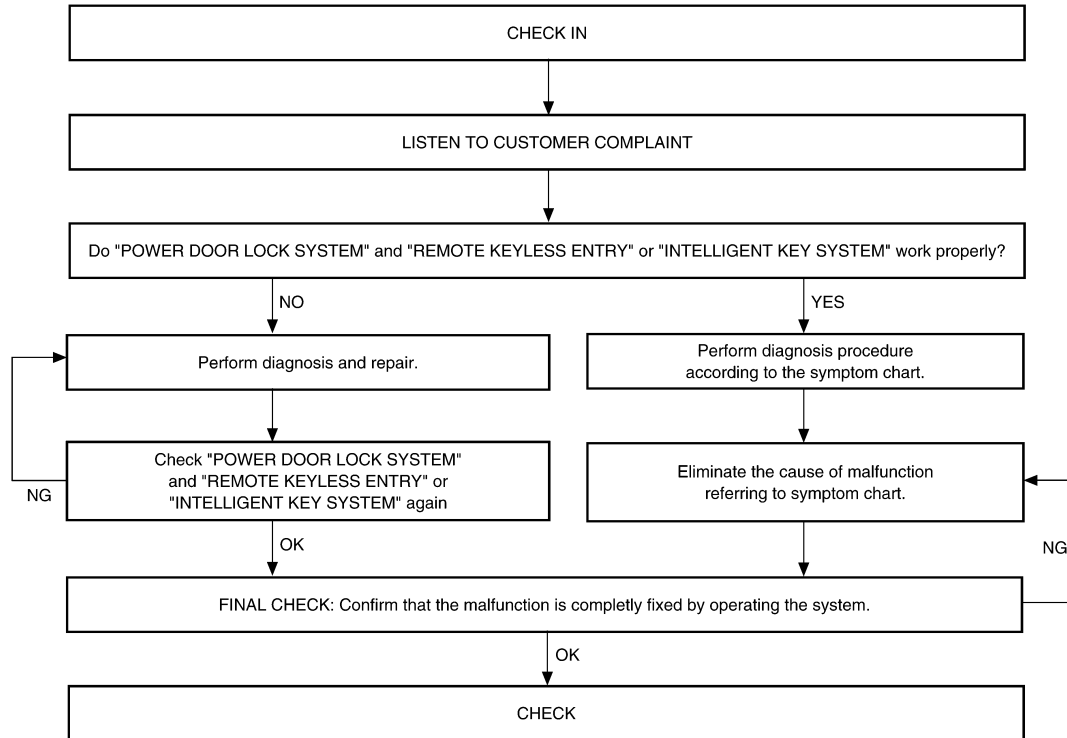 CHECK IN
LISTEN TO CUSTOMER COMPLAINT
Do "POWER DOOR LOCK SYSTEM" and "REMOTE KEYLESS ENTRY" or "INTELLIGENT KEY SYSTEM" work properly?
NO
YES
Perform diagnosis and repair.
Perform diagnosis procedure
according to the symptom chart.
Check "POWER DOOR LOCK SYSTEM"
and "REMOTE KEYLESS ENTRY" or
"INTELLIGENT KEY SYSTEM" again
NG
Eliminate the cause of malfunction
referring to symptom chart.
OK
NG
FINAL CHECK: Confirm that the malfunction is completly fixed by operating the system.
OK
CHECK